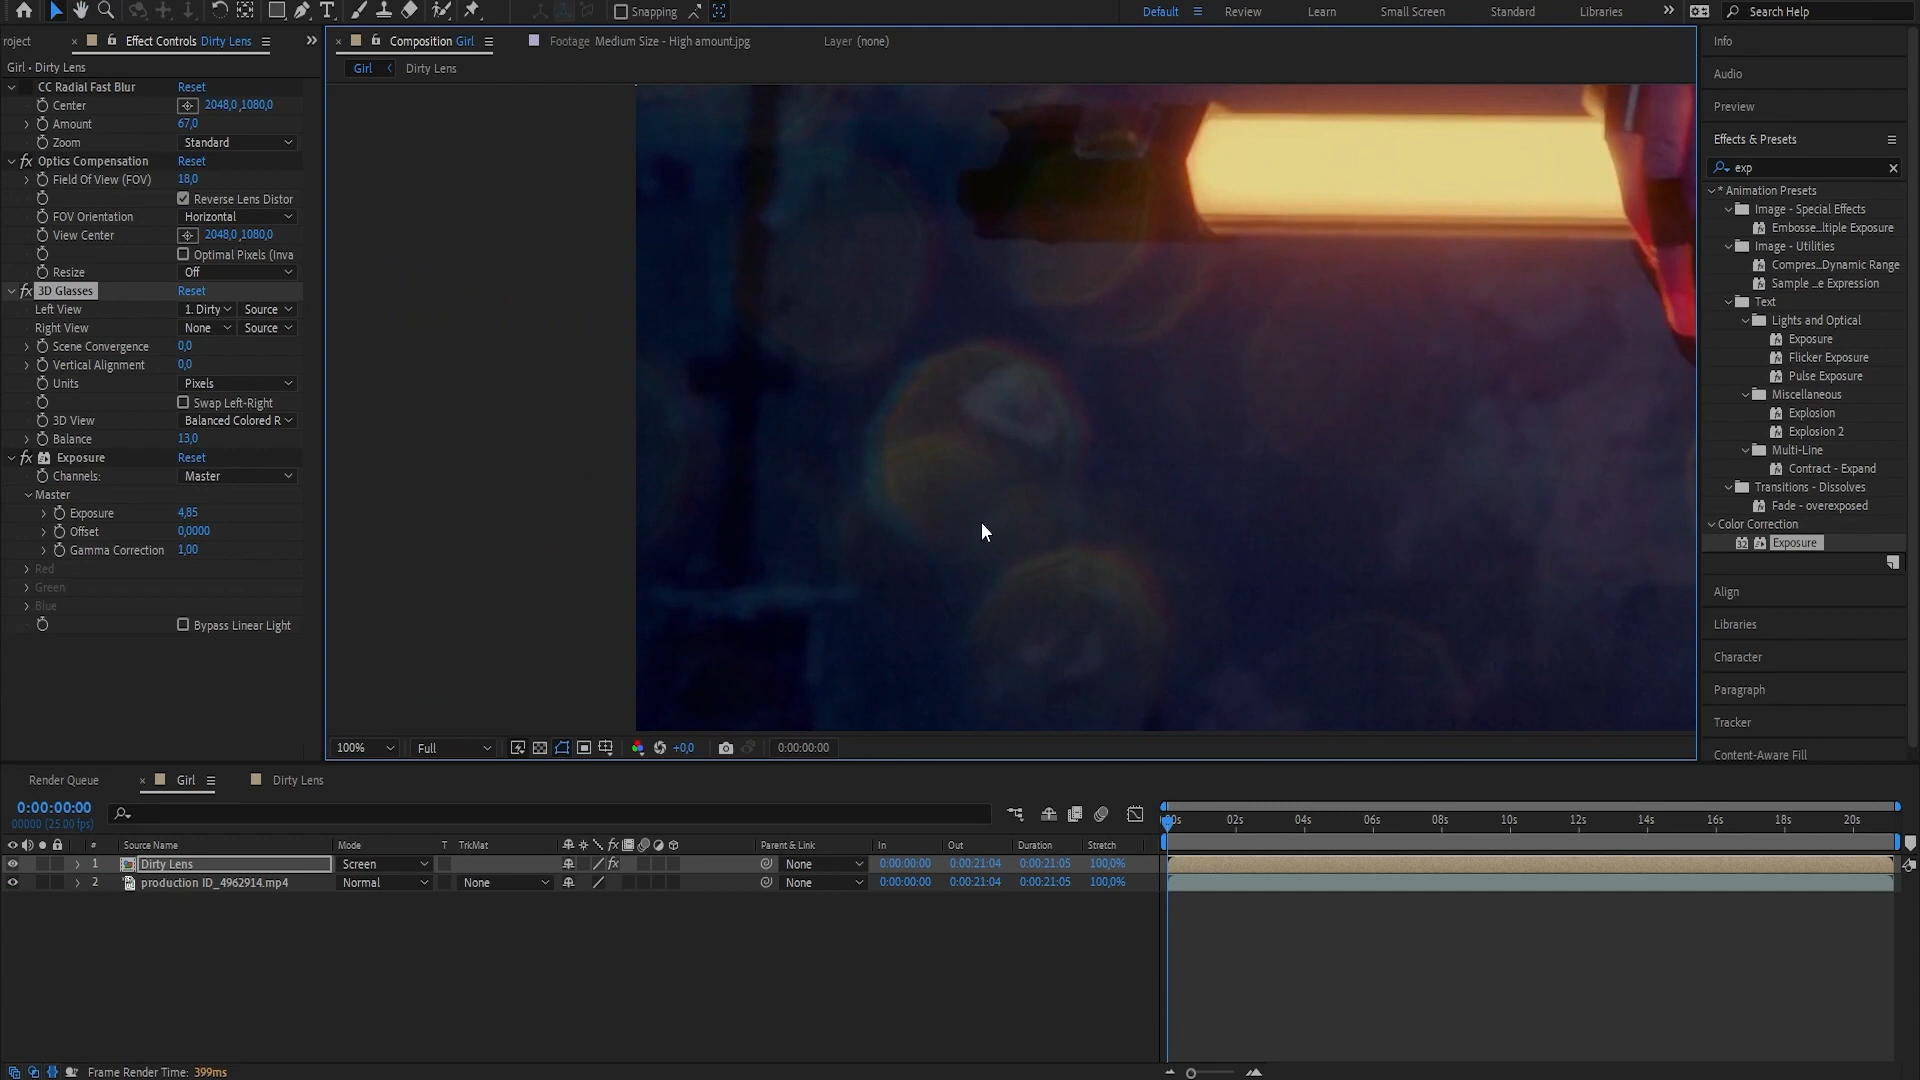 Snapping
Default
Review
Learn
Small Screen
Standard
Libraries
Search Help
roject
Effect Controls Dirty Lens
Composition Girl
Footage Medium Size - High amount.jpg
Layer (none)
Girl • Dirty Lens
Girl
Dirty Lens
CC Radial Fast Blur Reset
Center 2048,0 ,1080,0
Amount 67,0
Zoom Standard
fx Optics Compensation Reset
Field Of View (FOV) 18,0
Reverse Lens Distor
FOV Orientation Horizontal
View Center 2048,0 ,1080,0
Optimal Pixels (Inva
Resize Off
fx 3D Glasses Reset
Left View 1. Dirty Source
Right View None Source
Scene Convergence 0,0
Vertical Alignment 0,0
Units Pixels
Swap Left-Right
3D View Balanced Colored R
Balance 13,0
fx Exposure Reset
Channels: Master
Master
Exposure 4,85
Offset 0,0000
Gamma Correction 1,00
Red
Green
Blue
Bypass Linear Light
100%
Full
+0,0
0:00:00:00
Info
Audio
Preview
Effects & Presets
exp
* Animation Presets
Image - Special Effects
Embosse...ltiple Exposure
Image - Utilities
Compres...Dynamic Range
Sample ...e Expression
Text
Lights and Optical
Exposure
Flicker Exposure
Pulse Exposure
Miscellaneous
Explosion
Explosion 2
Multi-Line
Contract - Expand
Transitions - Dissolves
Fade - overexposed
Color Correction
32 Exposure
Align
Libraries
Character
Paragraph
Tracker
Content-Aware Fill
Render Queue
Girl
Dirty Lens
0:00:00:00
00000 (25.00 fps)
# Source Name Mode T TrkMat fx Parent & Link In Out Duration Stretch
1 Dirty Lens Screen fx None 0:00:00:00 0:00:21:04 0:00:21:05 100,0%
2 production ID_4962914.mp4 Normal None None 0:00:00:00 0:00:21:04 0:00:21:05 100,0%
02s 04s 06s 08s 10s 12s 14s 16s 18s 20s
Frame Render Time: 399ms